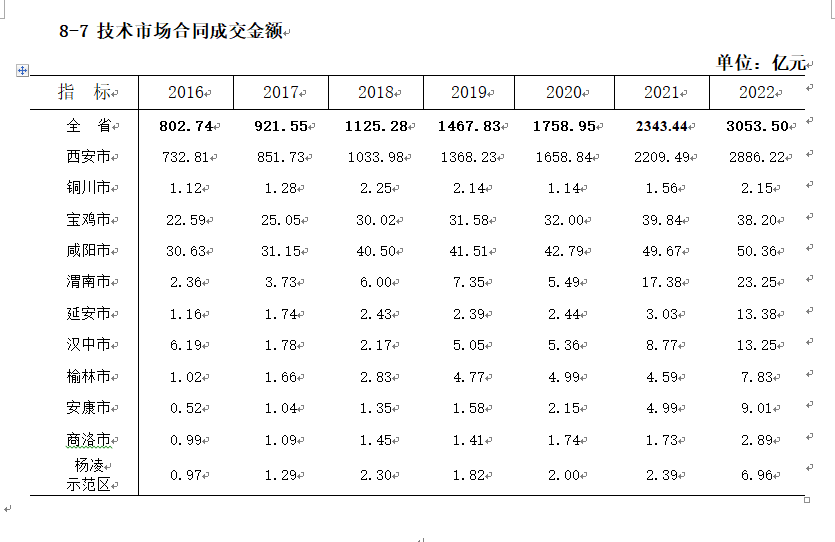 8-7 技术市场合同成交金额
单位：亿元
指 标 2016 2017 2018 2019 2020 2021 2022
全 省 802.74 921.55 1125.28 1467.83 1758.95 2343.44 3053.50
西安市 732.81 851.73 1033.98 1368.23 1658.84 2209.49 2886.22
铜川市 1.12 1.28 2.25 2.14 1.14 1.56 2.15
宝鸡市 22.59 25.05 30.02 31.58 32.00 39.84 38.20
咸阳市 30.63 31.15 40.50 41.51 42.79 49.67 50.36
渭南市 2.36 3.73 6.00 7.35 5.49 17.38 23.25
延安市 1.16 1.74 2.43 2.39 2.44 3.03 13.38
汉中市 6.19 1.78 2.17 5.05 5.36 8.77 13.25
榆林市 1.02 1.66 2.83 4.77 4.99 4.59 7.83
安康市 0.52 1.04 1.35 1.58 2.15 4.99 9.01
商洛市 0.99 1.09 1.45 1.41 1.74 1.73 2.89
杨凌
示范区 0.97 1.29 2.30 1.82 2.00 2.39 6.96